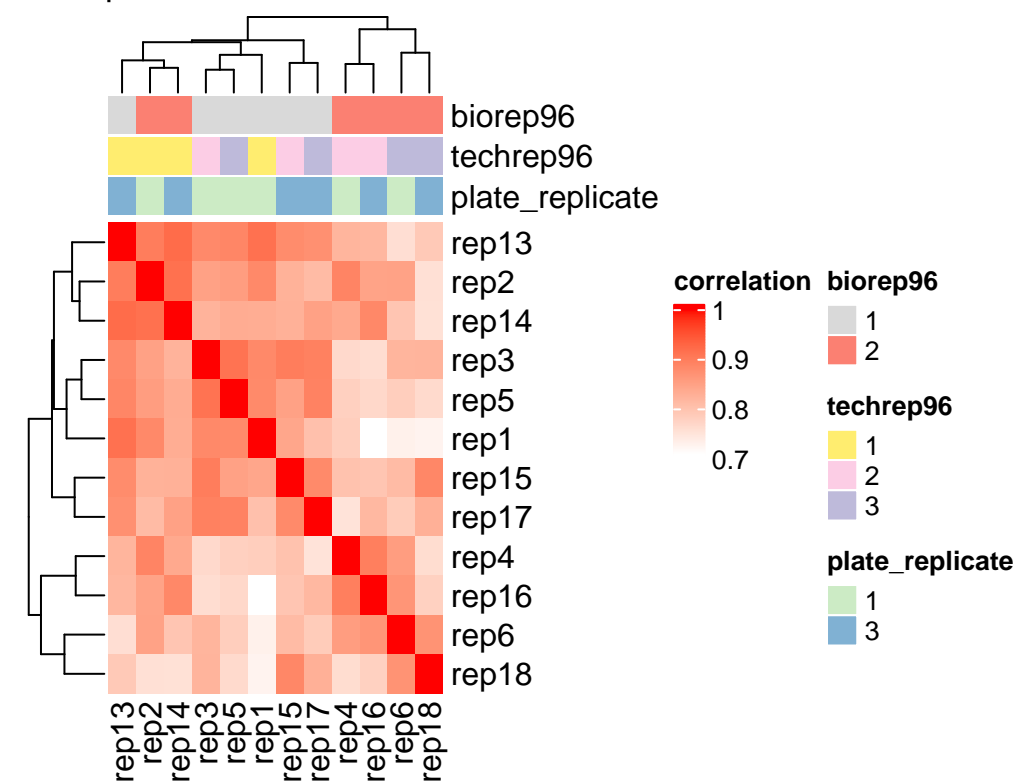 biorep96
techrep96
plate_replicate
rep13
rep2
rep14
rep3
rep5
rep1
rep15
rep17
rep4
rep16
rep6
rep18
rep13 rep2 rep14 rep3 rep5 rep1 rep15 rep17 rep4 rep16 rep6 rep18
correlation
1
0.9
0.8
0.7
biorep96
1
2
techrep96
1
2
3
plate_replicate
1
3